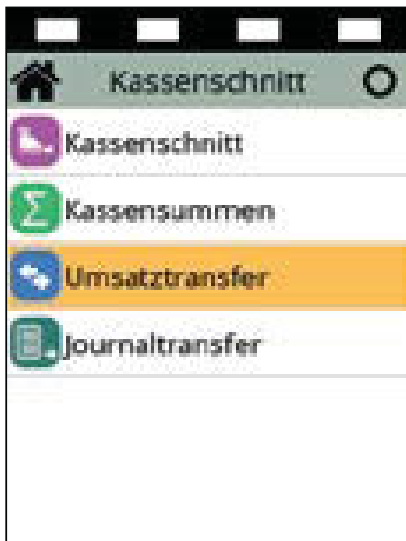 Kassenschnitt
Kassenschnitt
Kassensummen
Umsatztransfer
Journaltransfer